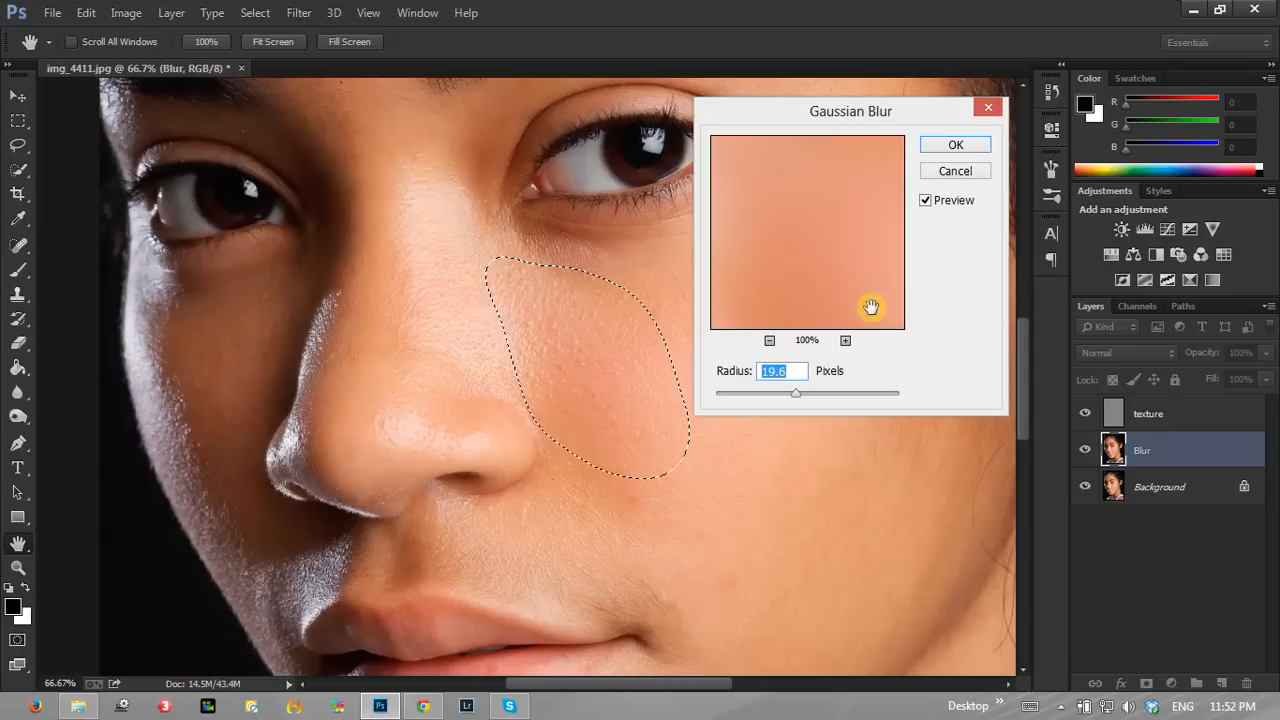 Ps File Edit Image Layer Type Select Filter 3D View Window Help
Scroll All Windows 100% Fit Screen Fill Screen Essentials
img_4411.jpg @ 66.7% (Blur, RGB/8) * ×
Gaussian Blur
OK
Cancel
Preview
100%
Radius: 19.6 Pixels
Color Swatches
R 0
G 0
B 0
Adjustments Styles
Add an adjustment
Layers Channels Paths
Kind
Normal Opacity: 100%
Lock: Fill: 100%
texture
Blur
Background
66.67% Doc: 14.5M/43.4M
Ps Lr Desktop » ENG 11:52 PM